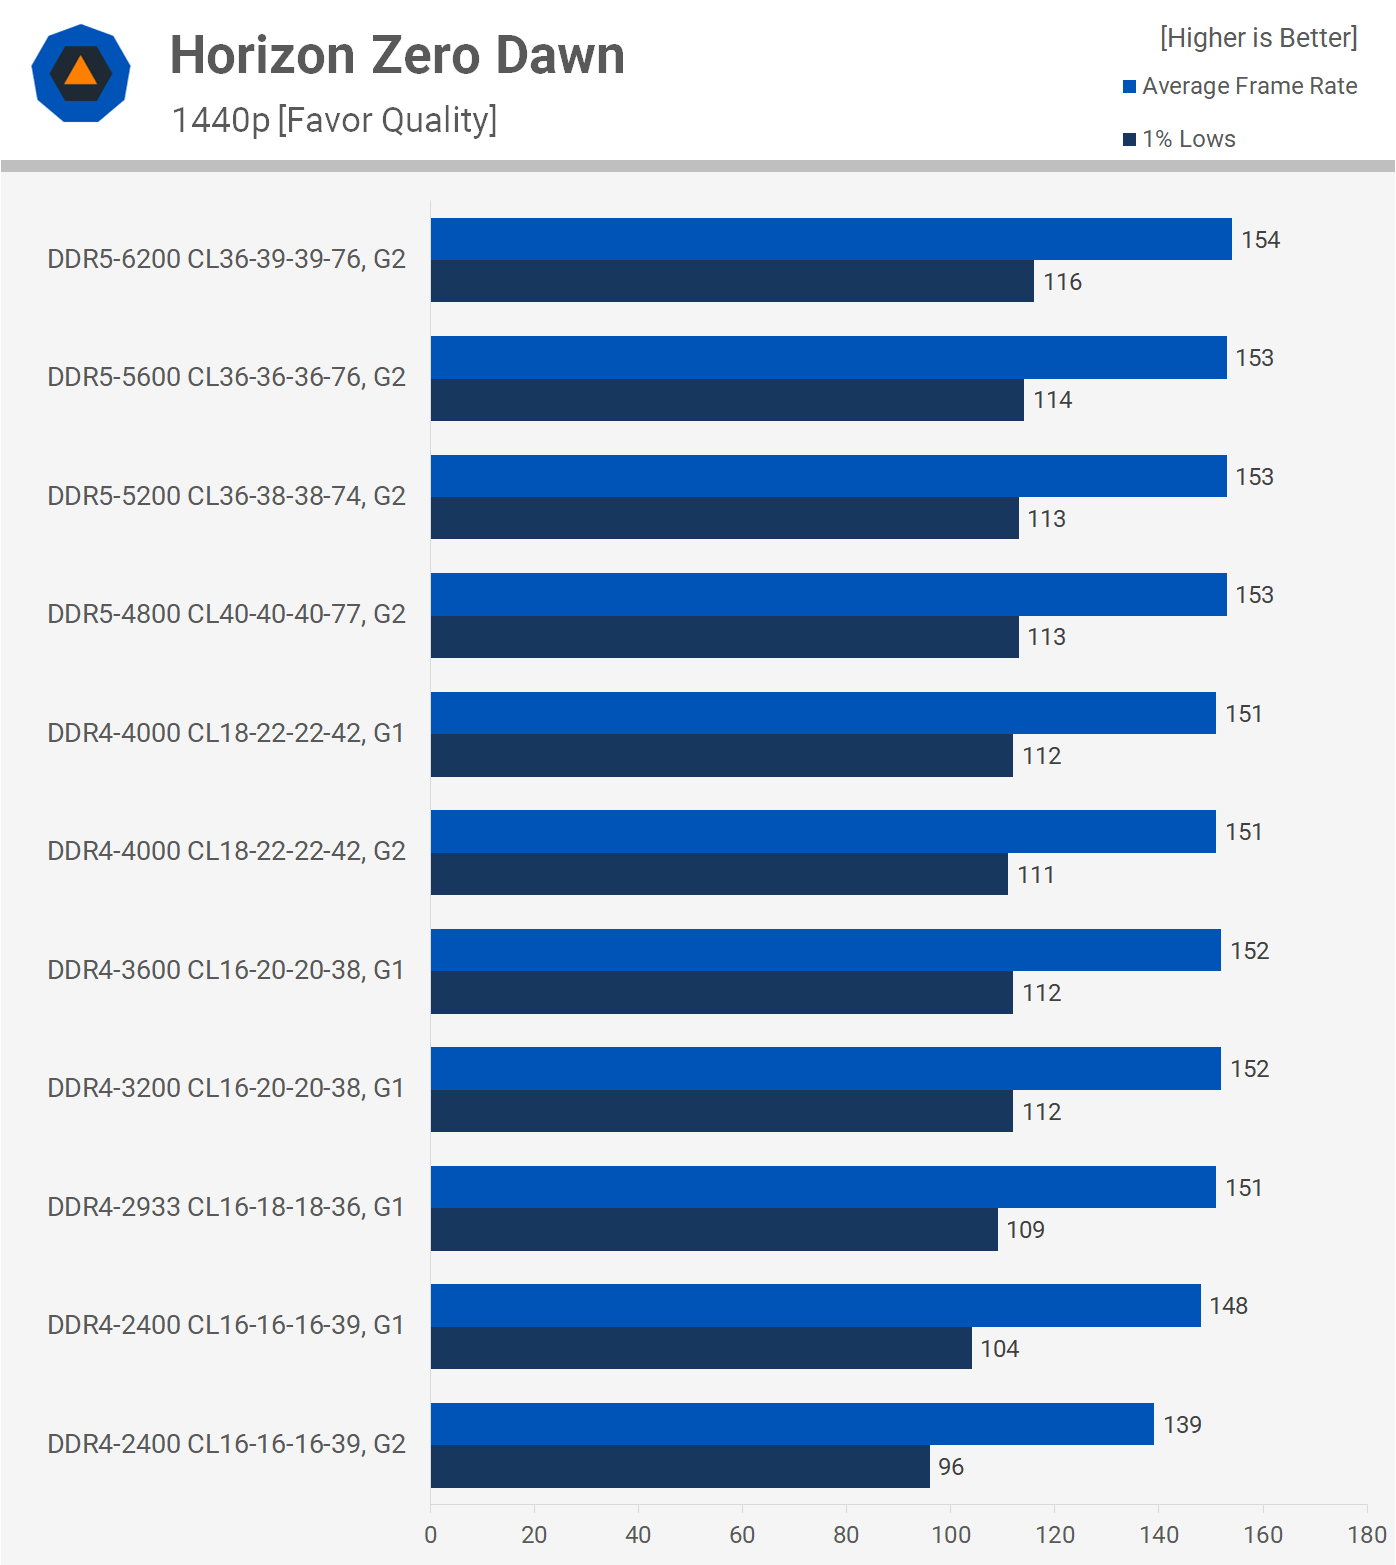 Horizon Zero Dawn
1440p [Favor Quality]
[Higher is Better]
Average Frame Rate
1% Lows
DDR5-6200 CL36-39-39-76, G2
154
116
DDR5-5600 CL36-36-36-76, G2
153
114
DDR5-5200 CL36-38-38-74, G2
153
113
DDR5-4800 CL40-40-40-77, G2
153
113
DDR4-4000 CL18-22-22-42, G1
151
112
DDR4-4000 CL18-22-22-42, G2
151
111
DDR4-3600 CL16-20-20-38, G1
152
112
DDR4-3200 CL16-20-20-38, G1
152
112
DDR4-2933 CL16-18-18-36, G1
151
109
DDR4-2400 CL16-16-16-39, G1
148
104
DDR4-2400 CL16-16-16-39, G2
139
96
0 20 40 60 80 100 120 140 160 180